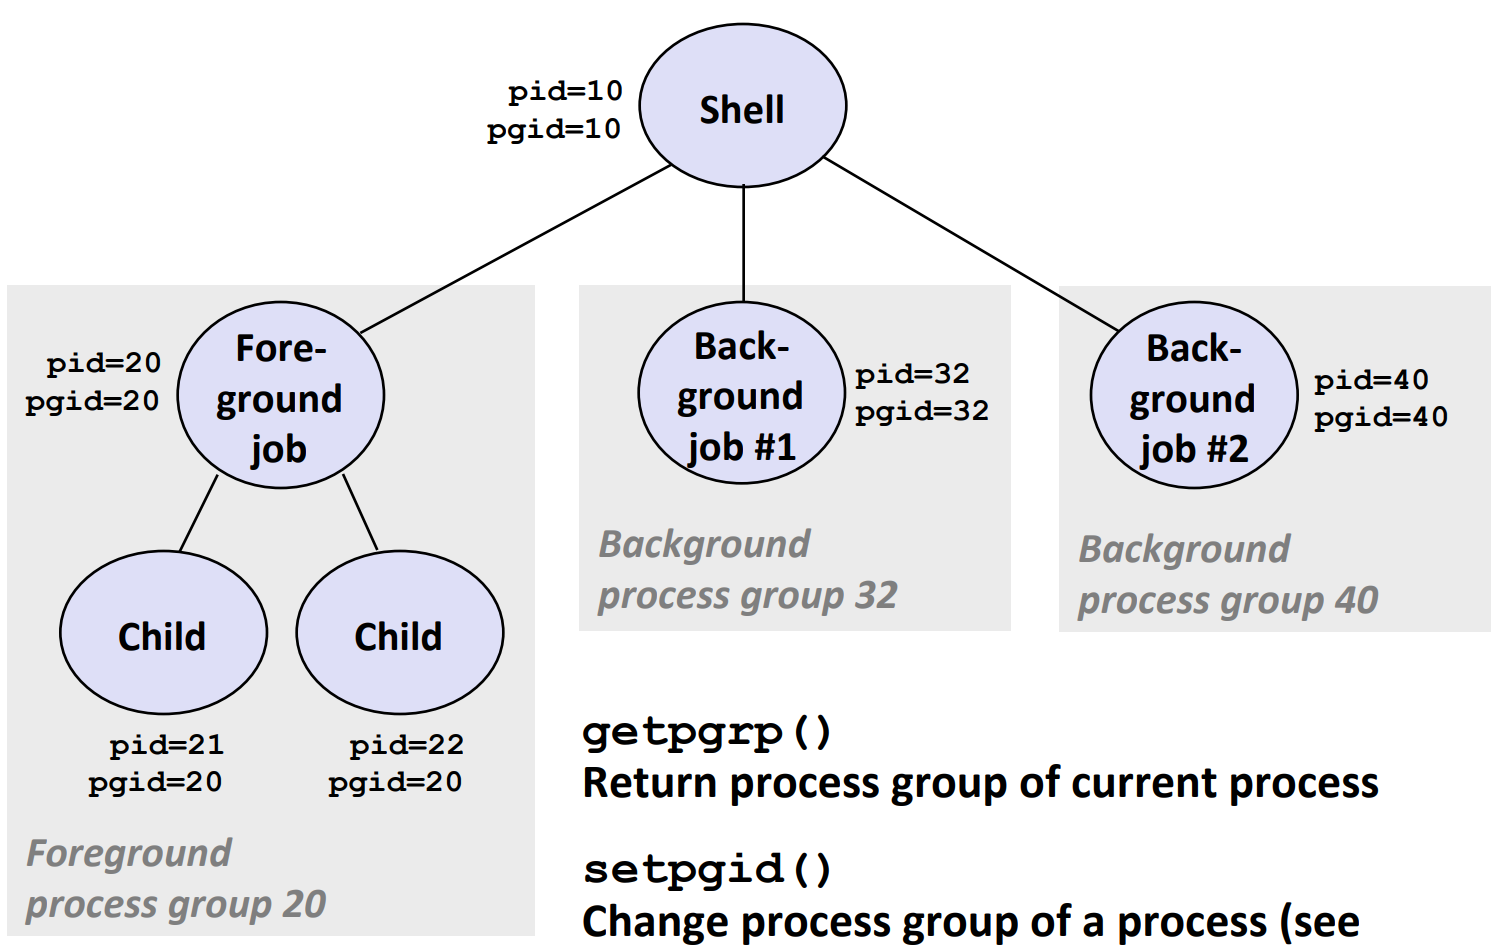 pid=10
pgid=10
Shell
pid=20
pgid=20
Fore-
ground
job
Back-
ground
job #1
pid=32
pgid=32
Back-
ground
job #2
pid=40
pgid=40
Child
Child
pid=21
pgid=20
pid=22
pgid=20
Foreground
process group 20
Background
process group 32
Background
process group 40
getpgrp()
Return process group of current process
setpgid()
Change process group of a process (see